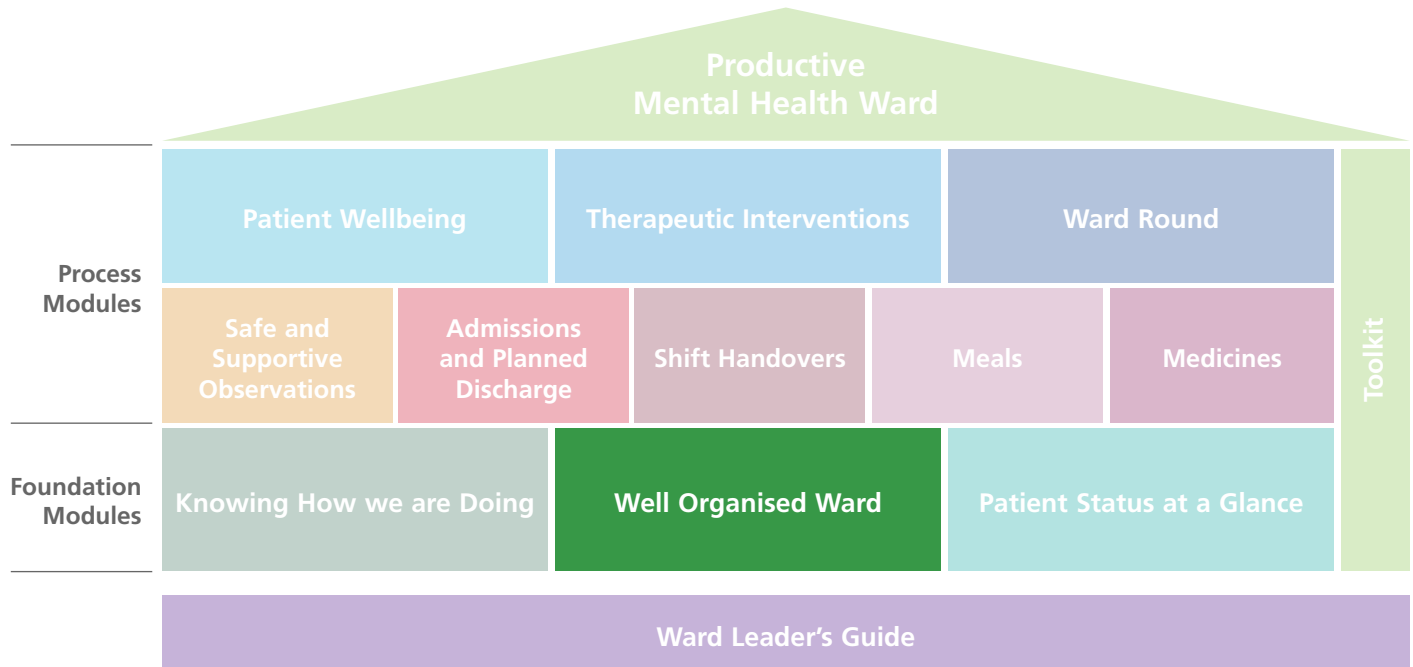 Productive
Mental Health Ward
Process
Modules
Patient Wellbeing
Therapeutic Interventions
Ward Round
Safe and
Supportive
Observations
Admissions
and Planned
Discharge
Shift Handovers
Meals
Medicines
Toolkit
Foundation
Modules
Knowing How we are Doing
Well Organised Ward
Patient Status at a Glance
Ward Leader's Guide